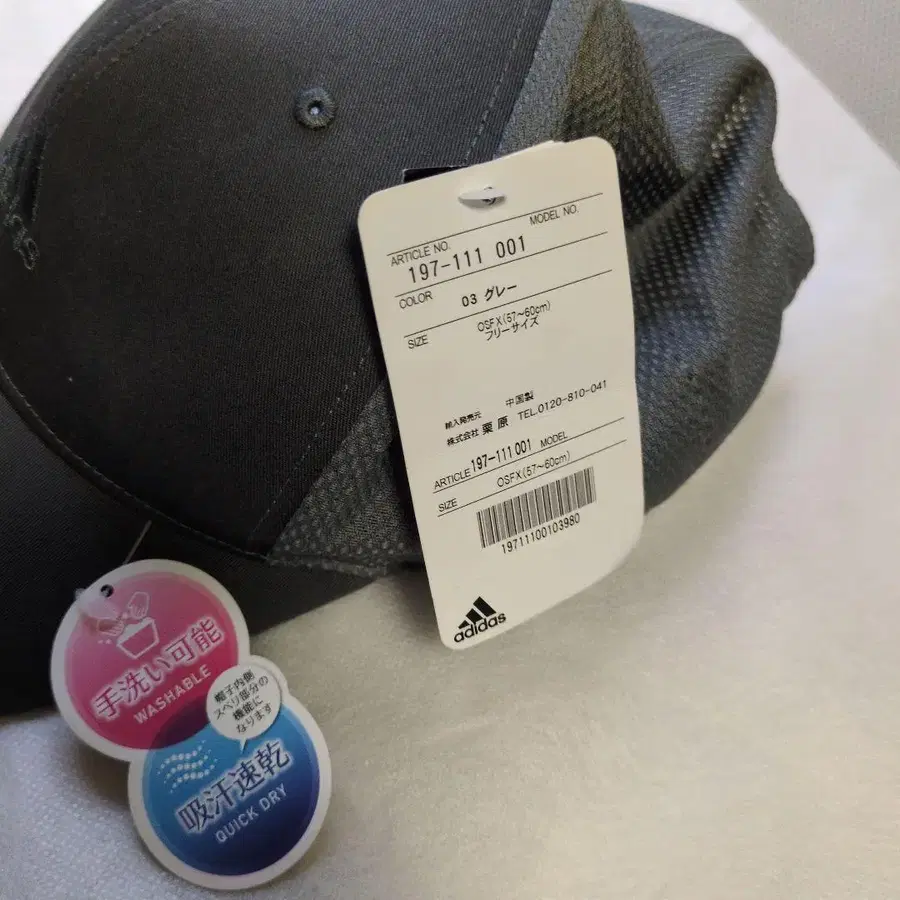 ARTICLE NO. MODEL NO.
197-111 001
COLOR 03 グレー
SIZE OSFX(57～60cm)
フリーサイズ
中国製
輸入発売元
株式会社 栗原 TEL.0120-810-041
ARTICLE 197-111 001 MODEL
SIZE OSFX(57～60cm)
19711100103980
adidas
手洗い可能
WASHABLE
帽子内側
スベリ部分の
機能に
なります
吸汗速乾
QUICK DRY